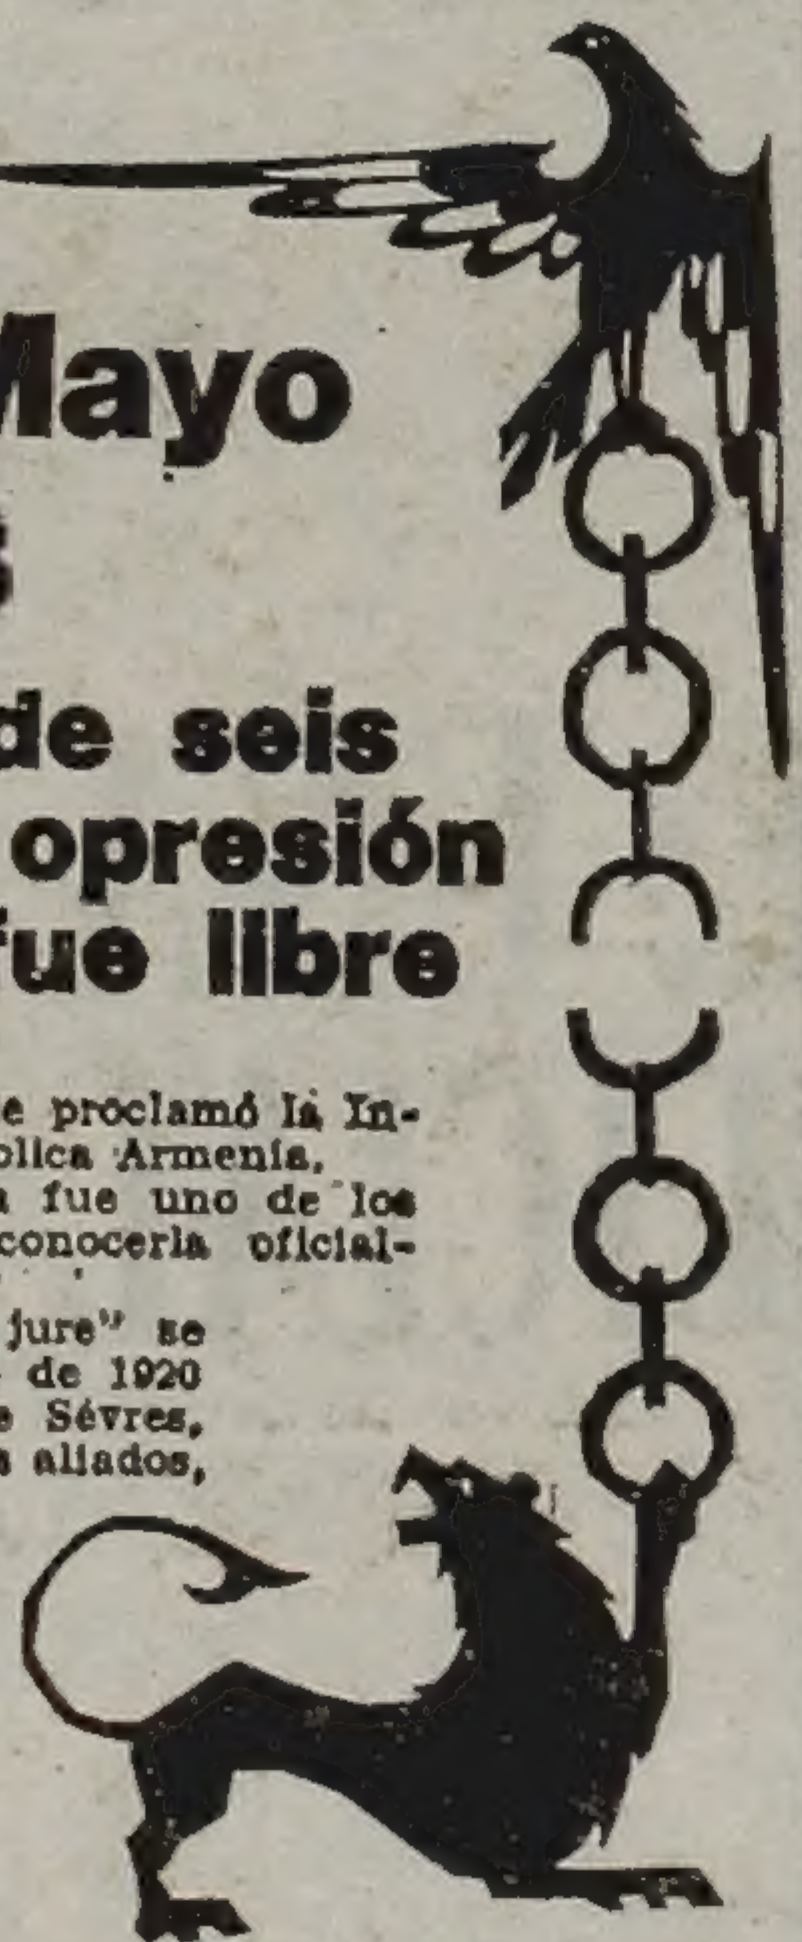 Mayo
s
de seis
opresión
fue libre
e proclamó la In-
blica Armenia,
a fue uno de los
conocerla oficial-
jure" se
de 1920
e Sévres,
s aliados,